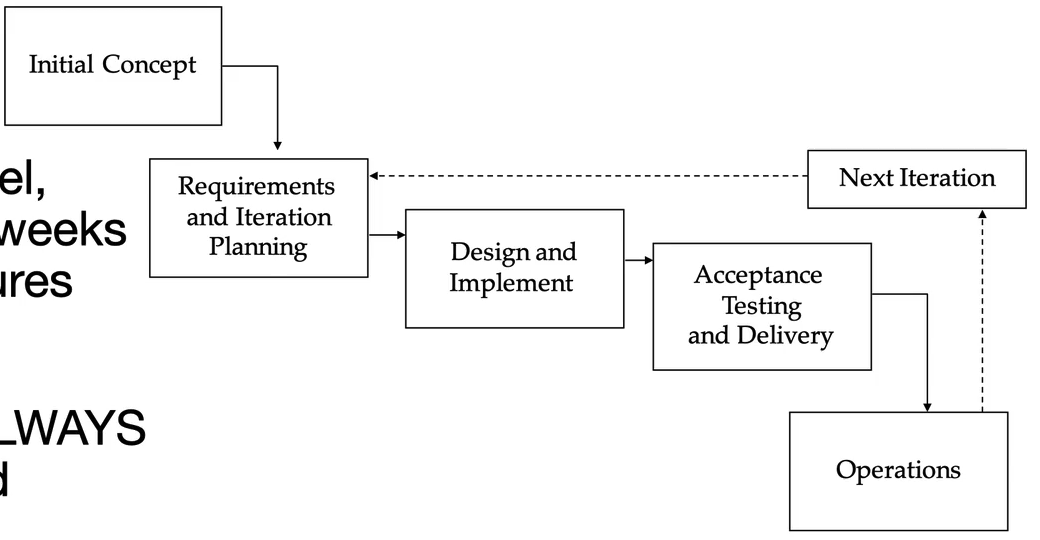 Initial Concept
el,
weeks
ures
LWAYS
d
Requirements
and Iteration
Planning
Design and
Implement
Acceptance
Testing
and Delivery
Next Iteration
Operations